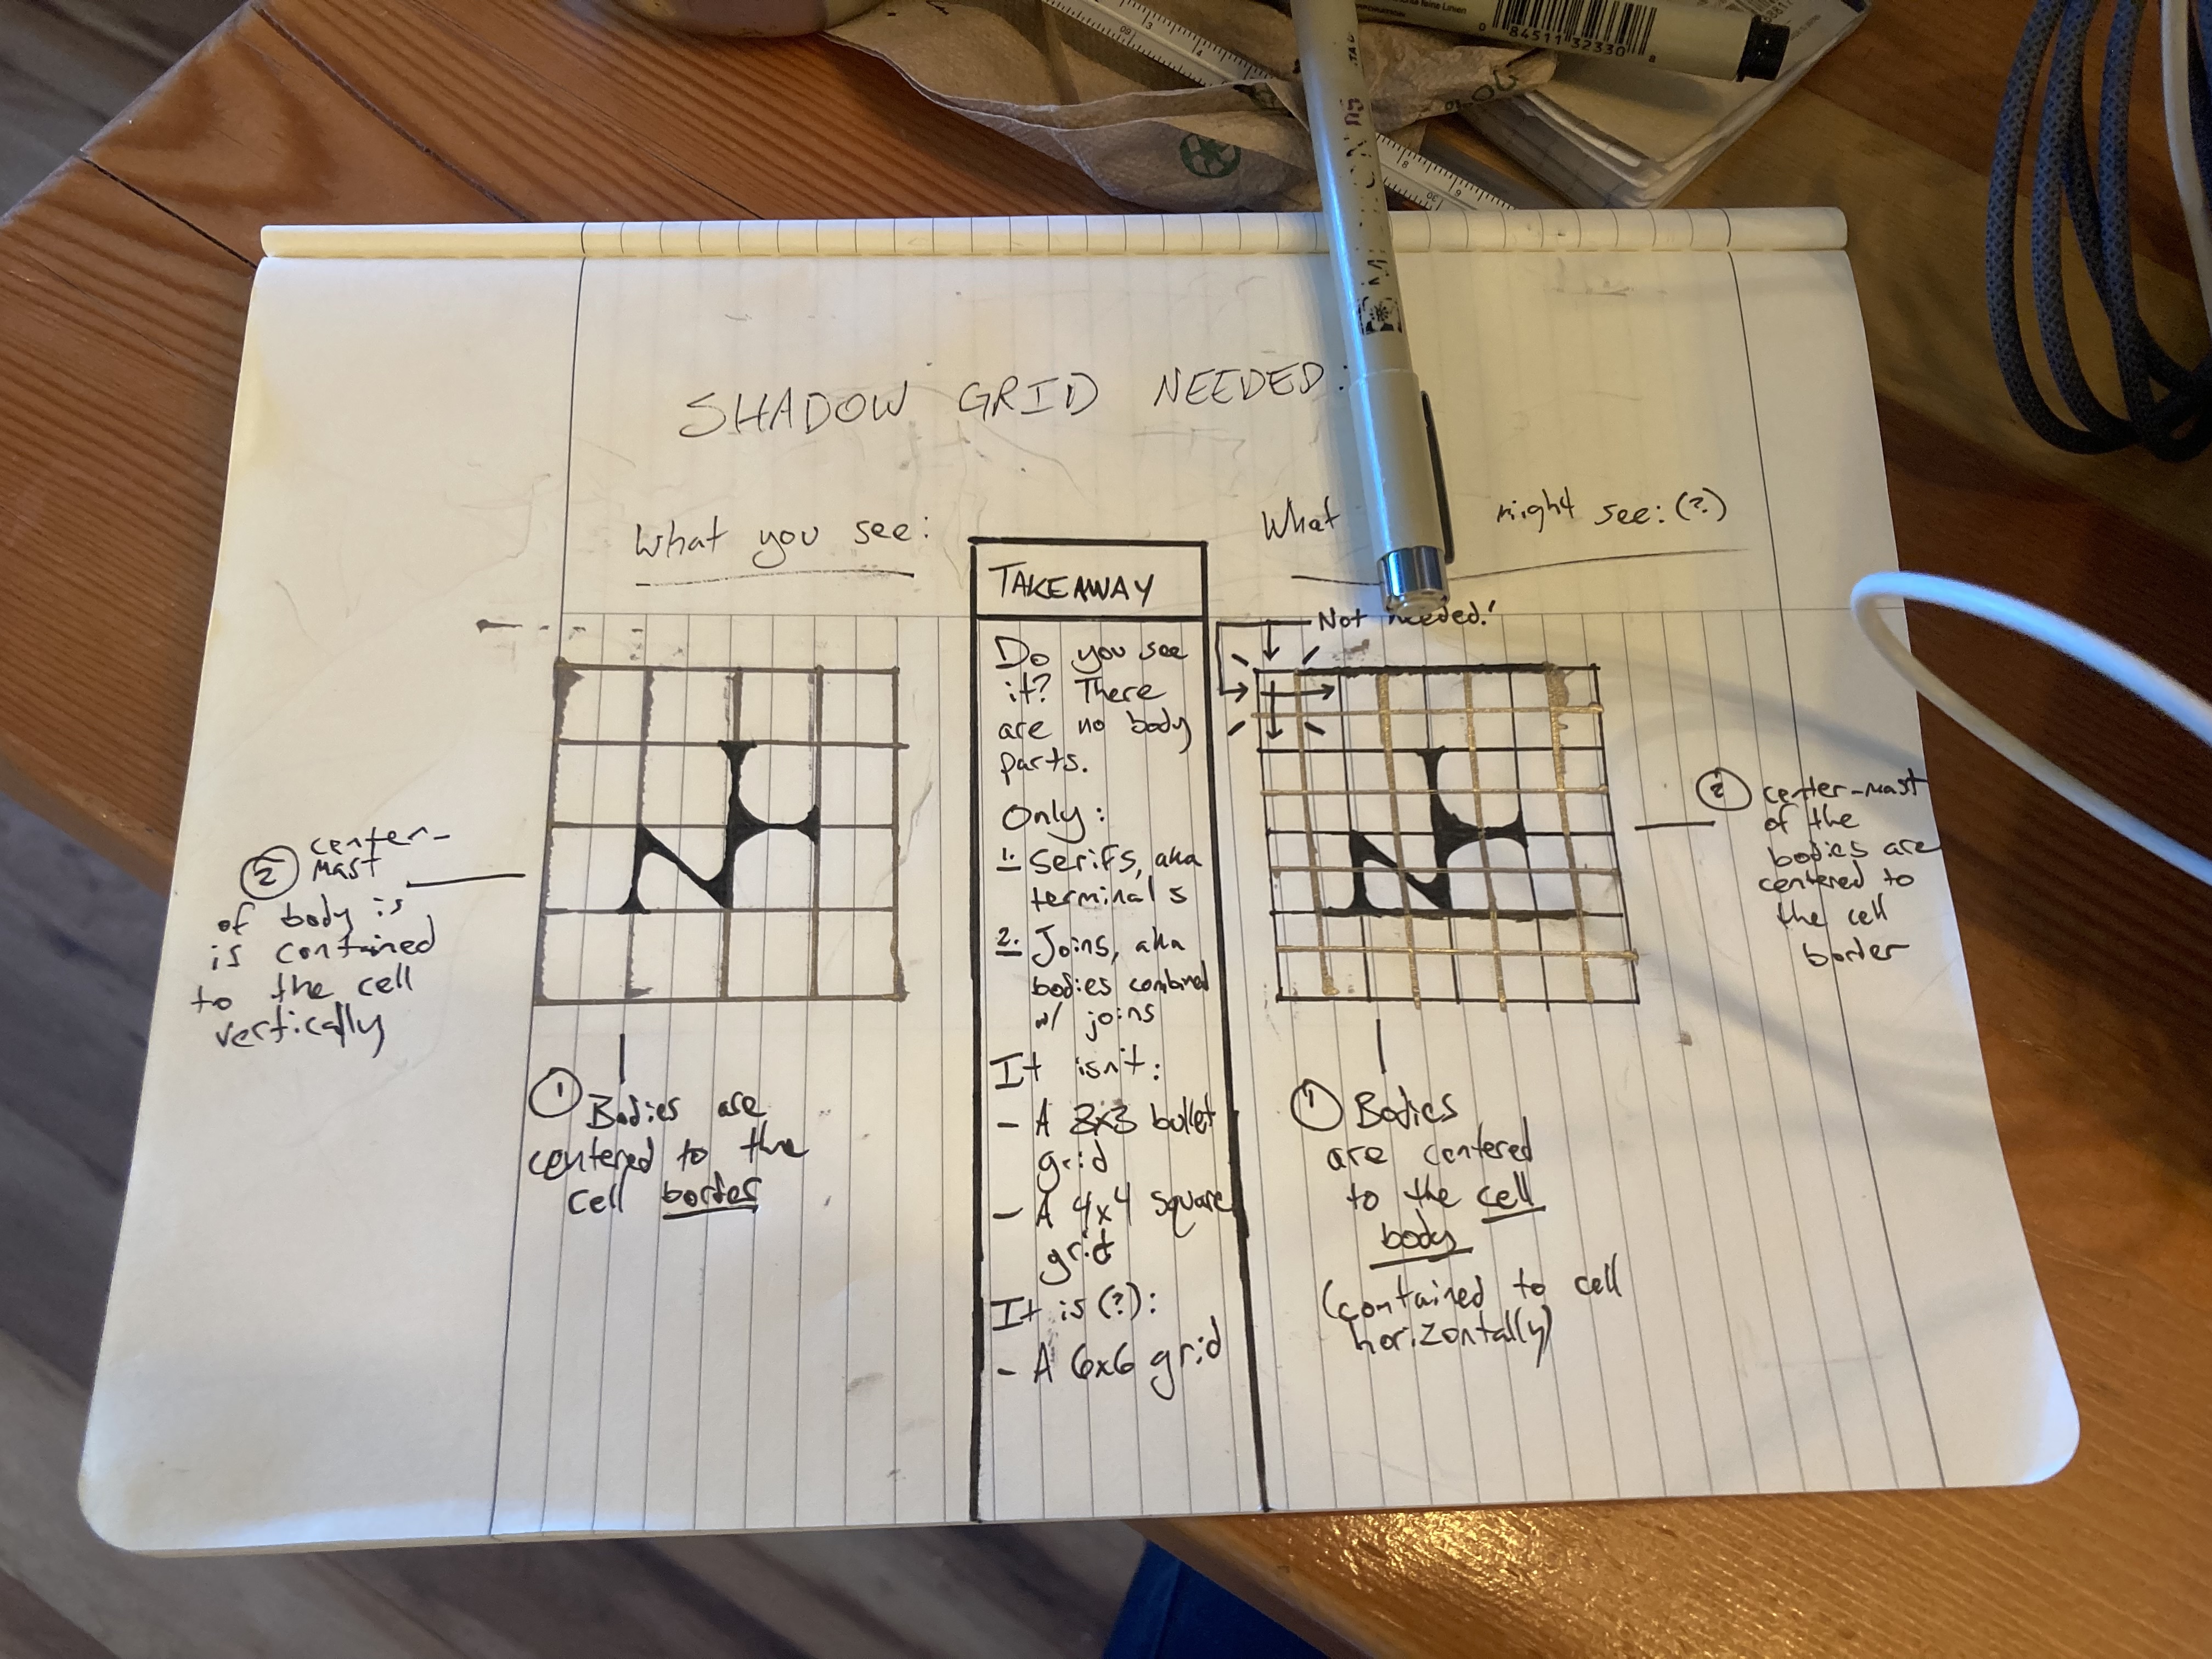 SHADOW GRID NEEDED:
What you see:
② center-
mast
of body is
is contained
to the cell
vertically
① Bodies are
centered to the
cell border
TAKEAWAY
Do you see
it? There
are no body
parts.
Only:
1. Serifs, aka
terminals
2. Joins, aka
bodies combined
w/ joins
It isn't:
- A 3x3 bullet
grid
- A 4x4 square
grid
It is (?):
- A 6x6 grid
What might see: (?)
Not needed!
② center-mast
of the
bodies are
centered to
the cell
border
① Bodies
are centered
to the cell
body
(contained to cell
horizontally)
0 84511 32330 8